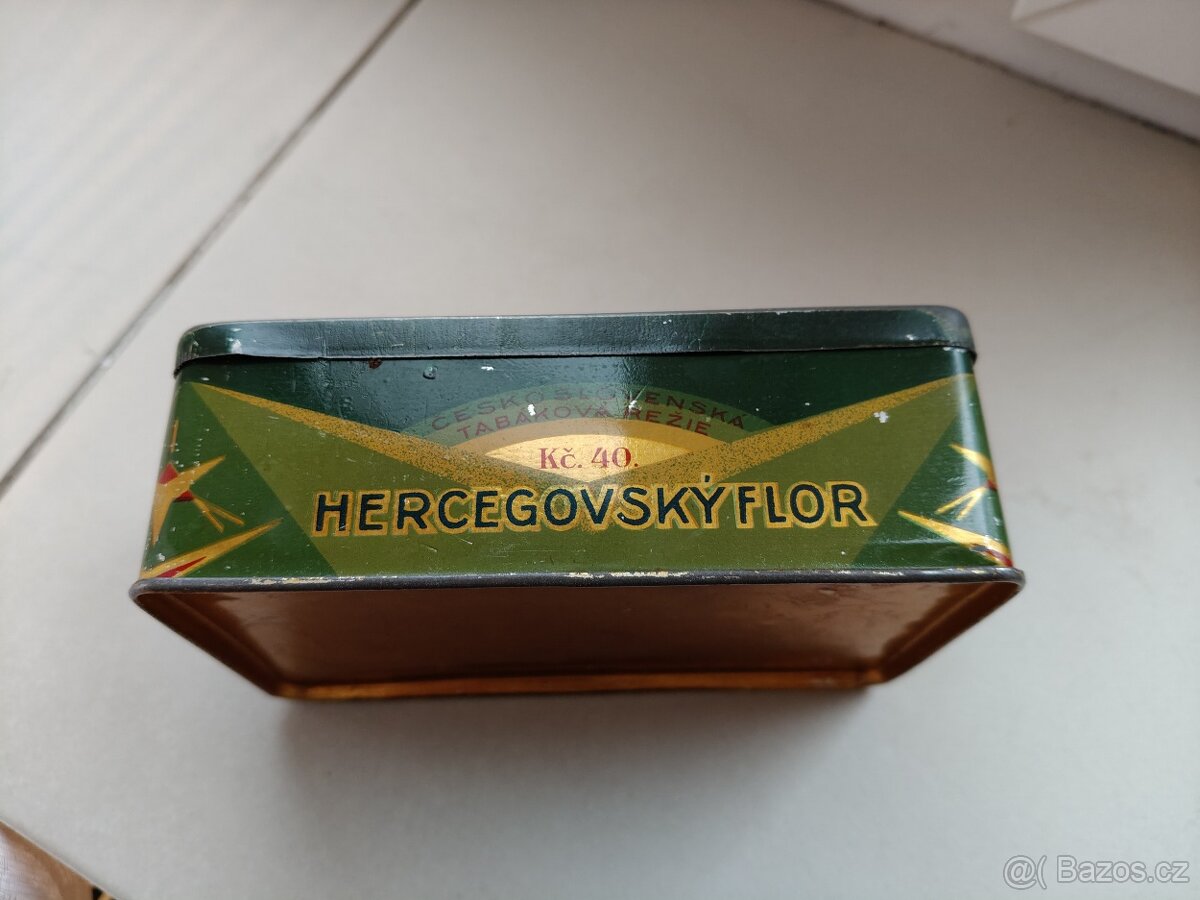 ČESKOSLOVENSKÁ
TABÁKOVÁ REŽIE
Kč. 40.
HERCEGOVSKÝ FLOR
@( Bazos.cz